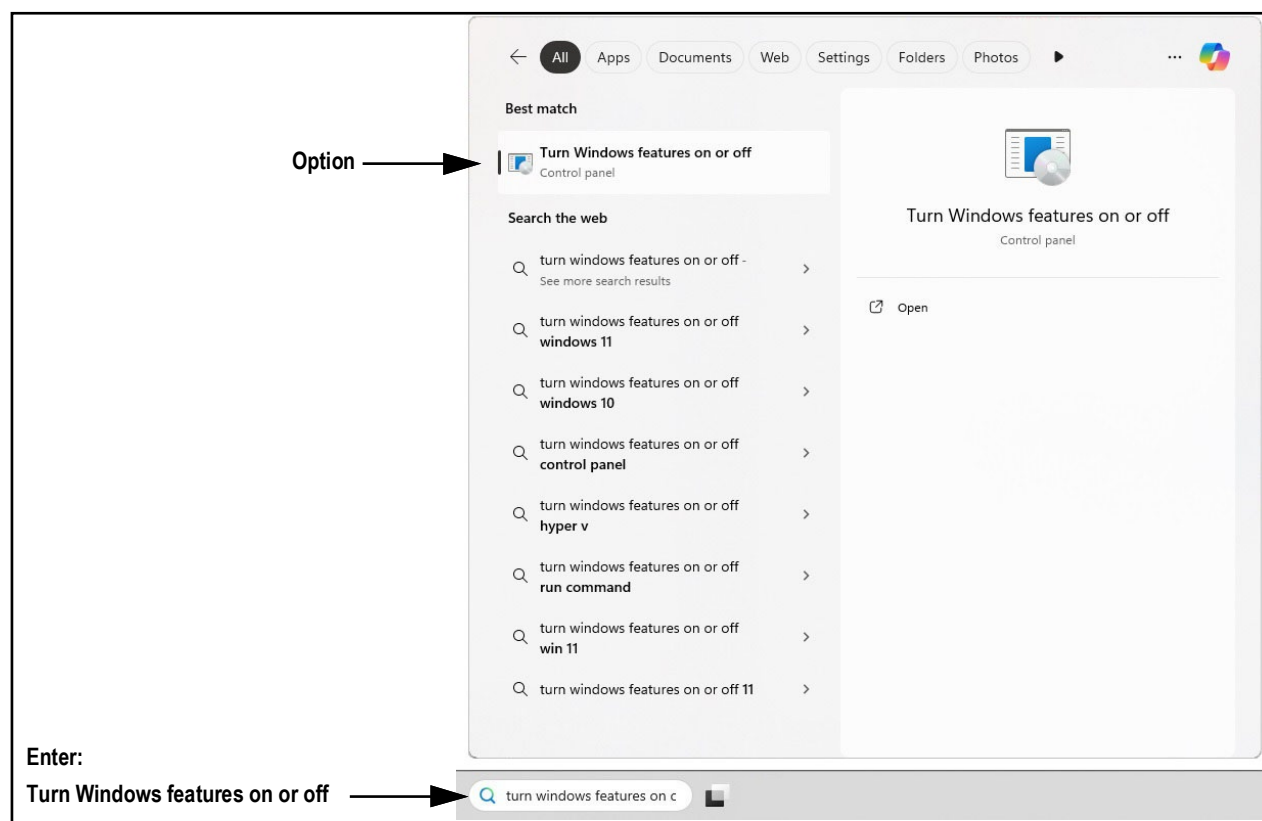 All Apps Documents Web Settings Folders Photos
Best match
Option
Turn Windows features on or off
Control panel
Search the web
turn windows features on or off -
See more search results
turn windows features on or off
windows 11
turn windows features on or off
windows 10
turn windows features on or off
control panel
turn windows features on or off
hyper v
turn windows features on or off
run command
turn windows features on or off
win 11
turn windows features on or off 11
Turn Windows features on or off
Control panel
Open
Enter:
Turn Windows features on or off
turn windows features on c